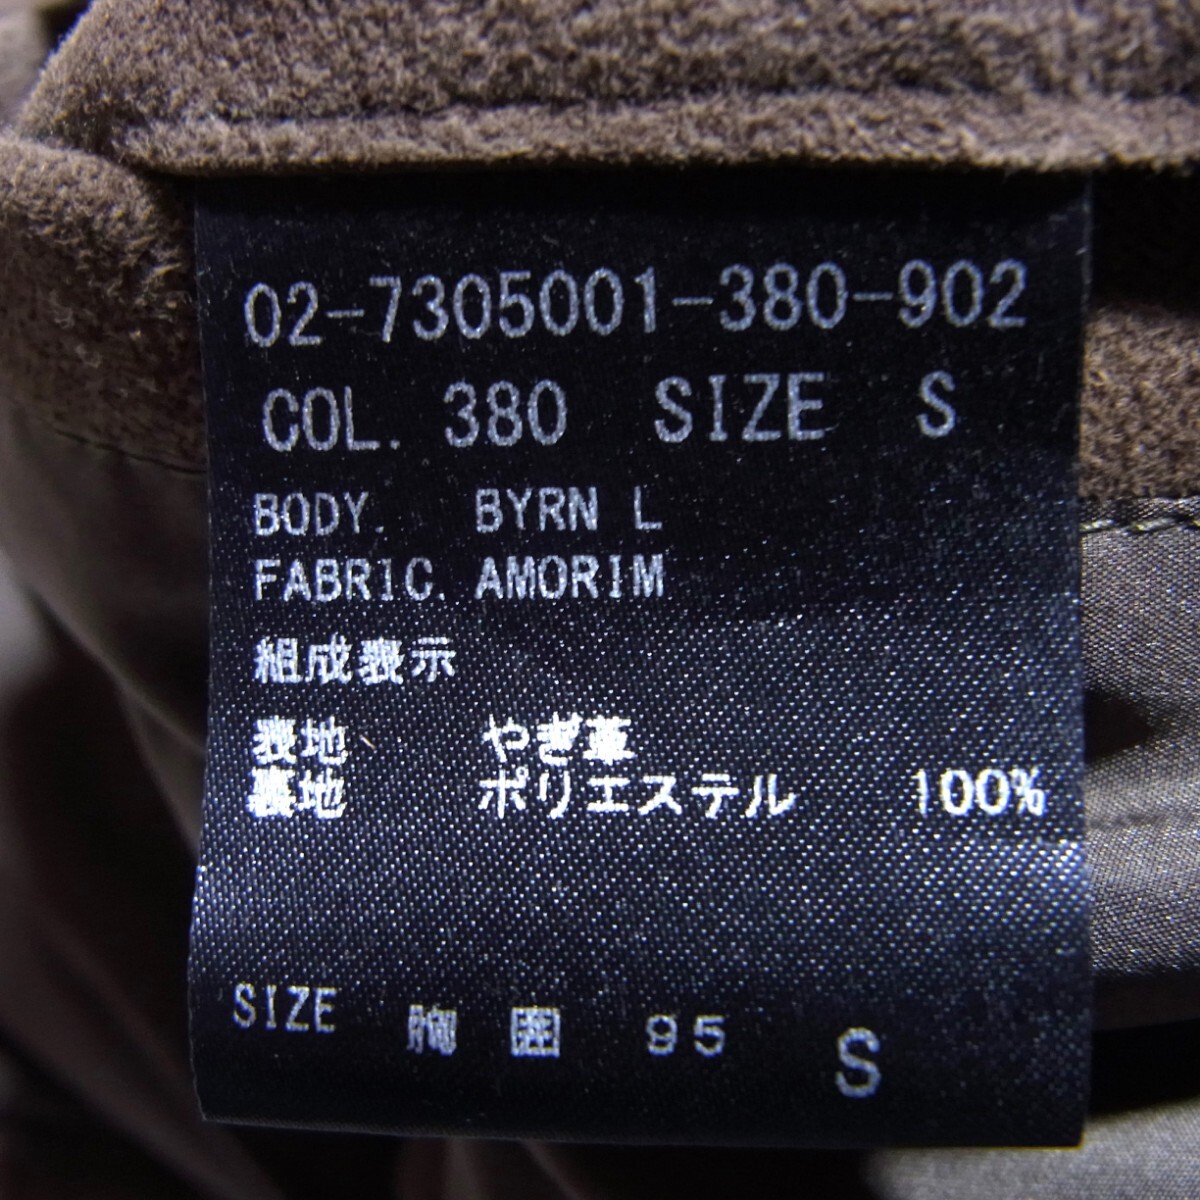 02-7305001-380-902
COL. 380 SIZE S
BODY. BYRN L
FABRIC. AMORIM
組成表示
表地 やぎ革
裏地 ポリエステル 100%
SIZE 胸囲 95 S